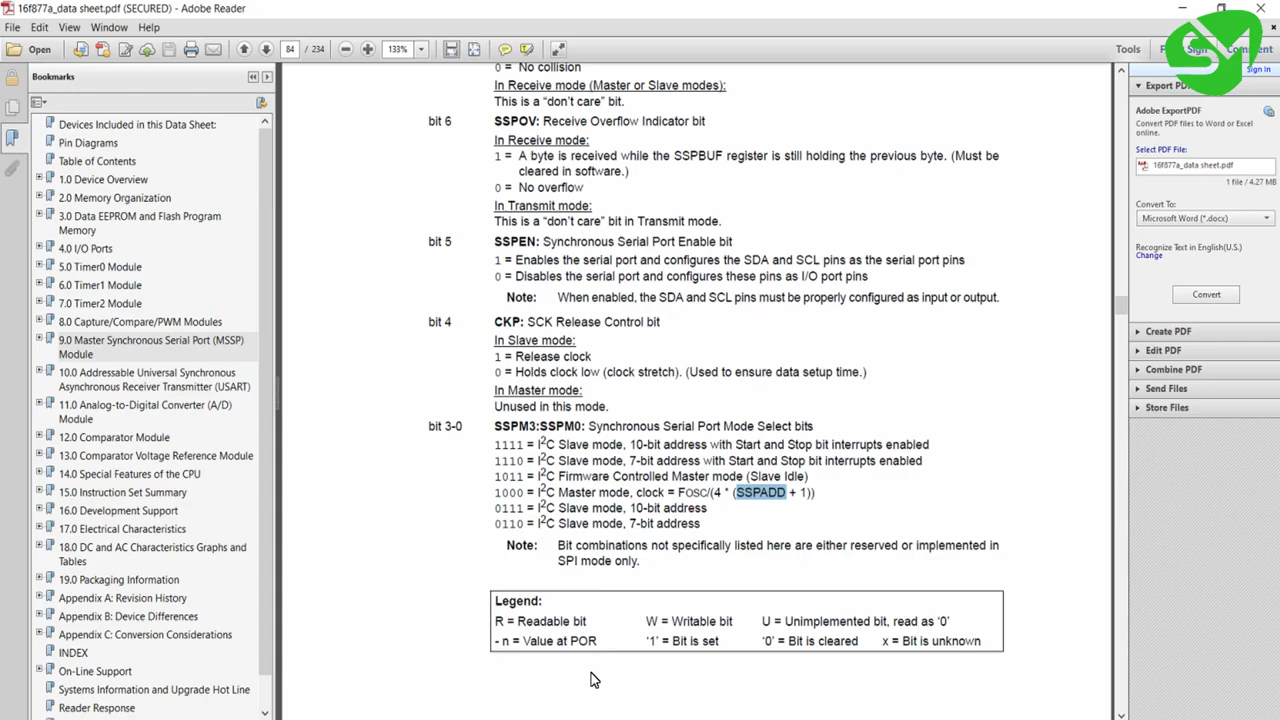 16f877a_data sheet.pdf (SECURED) - Adobe Reader
File Edit View Window Help
Open 84 / 234 133% Tools Sign Comment
Sign In
Bookmarks
Devices Included in this Data Sheet:
Pin Diagrams
Table of Contents
1.0 Device Overview
2.0 Memory Organization
3.0 Data EEPROM and Flash Program
Memory
4.0 I/O Ports
5.0 Timer0 Module
6.0 Timer1 Module
7.0 Timer2 Module
8.0 Capture/Compare/PWM Modules
9.0 Master Synchronous Serial Port (MSSP)
Module
10.0 Addressable Universal Synchronous
Asynchronous Receiver Transmitter (USART)
11.0 Analog-to-Digital Converter (A/D)
Module
12.0 Comparator Module
13.0 Comparator Voltage Reference Module
14.0 Special Features of the CPU
15.0 Instruction Set Summary
16.0 Development Support
17.0 Electrical Characteristics
18.0 DC and AC Characteristics Graphs and
Tables
19.0 Packaging Information
Appendix A: Revision History
Appendix B: Device Differences
Appendix C: Conversion Considerations
INDEX
On-Line Support
Systems Information and Upgrade Hot Line
Reader Response
0 = No collision
In Receive mode (Master or Slave modes):
This is a “don’t care” bit.
bit 6 SSPOV: Receive Overflow Indicator bit
In Receive mode:
1 = A byte is received while the SSPBUF register is still holding the previous byte. (Must be
cleared in software.)
0 = No overflow
In Transmit mode:
This is a “don’t care” bit in Transmit mode.
bit 5 SSPEN: Synchronous Serial Port Enable bit
1 = Enables the serial port and configures the SDA and SCL pins as the serial port pins
0 = Disables the serial port and configures these pins as I/O port pins
Note: When enabled, the SDA and SCL pins must be properly configured as input or output.
bit 4 CKP: SCK Release Control bit
In Slave mode:
1 = Release clock
0 = Holds clock low (clock stretch). (Used to ensure data setup time.)
In Master mode:
Unused in this mode.
bit 3-0 SSPM3:SSPM0: Synchronous Serial Port Mode Select bits
1111 = I2C Slave mode, 10-bit address with Start and Stop bit interrupts enabled
1110 = I2C Slave mode, 7-bit address with Start and Stop bit interrupts enabled
1011 = I2C Firmware Controlled Master mode (Slave Idle)
1000 = I2C Master mode, clock = FOSC/(4 * (SSPADD + 1))
0111 = I2C Slave mode, 10-bit address
0110 = I2C Slave mode, 7-bit address
Note: Bit combinations not specifically listed here are either reserved or implemented in
SPI mode only.
Legend:
R = Readable bit W = Writable bit U = Unimplemented bit, read as ‘0’
- n = Value at POR ‘1’ = Bit is set ‘0’ = Bit is cleared x = Bit is unknown
Export PDF
Adobe ExportPDF
Convert PDF files to Word or Excel
online.
Select PDF File:
16f877a_data sheet.pdf
1 file / 4.27 MB
Convert To:
Microsoft Word (*.docx)
Recognize Text in English(U.S.)
Change
Convert
Create PDF
Edit PDF
Combine PDF
Send Files
Store Files